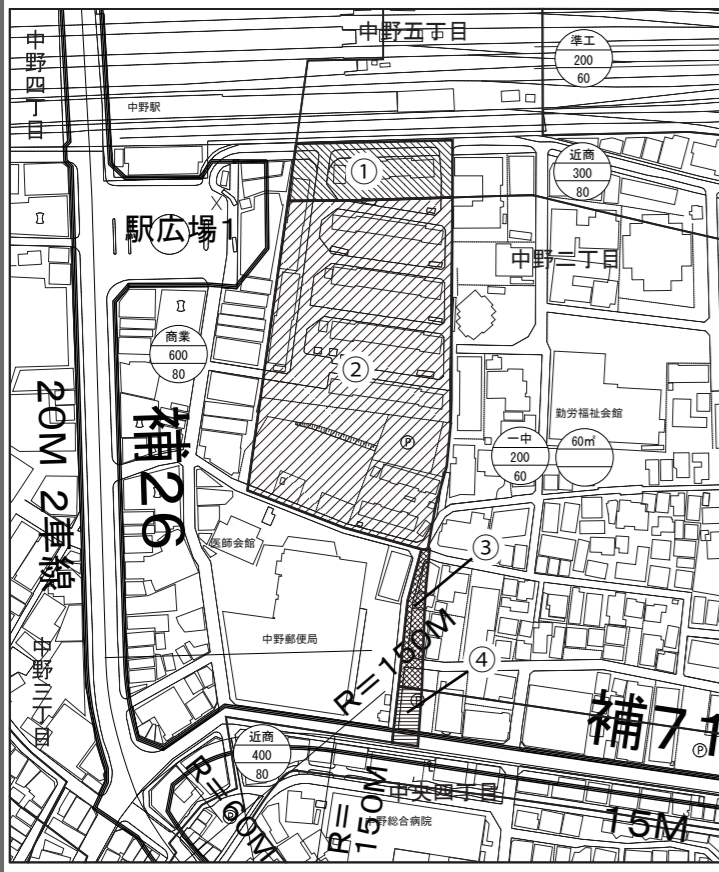 中野五丁目
中野四丁目
準工
200
60
中野駅
①
近商
300
80
駅広場1
中野二丁目
商業
600
80
②
20M 2車線
補26
勤労福祉会館
P
一中
200
60
60㎡
医師会館
③
中野郵便局
R=150M
④
中野三丁目
補71
P
近商
400
80
R=60M
R=150M
中央四丁目
中野総合病院
15M